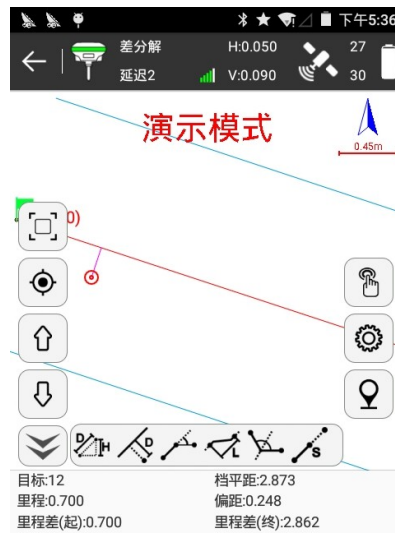 下午5:36
差分解 H:0.050 27
延迟2 V:0.090 30
演示模式
0.45m
0)
D H D L S
目标:12 档平距:2.873
里程:0.700 偏距:0.248
里程差(起):0.700 里程差(终):2.862